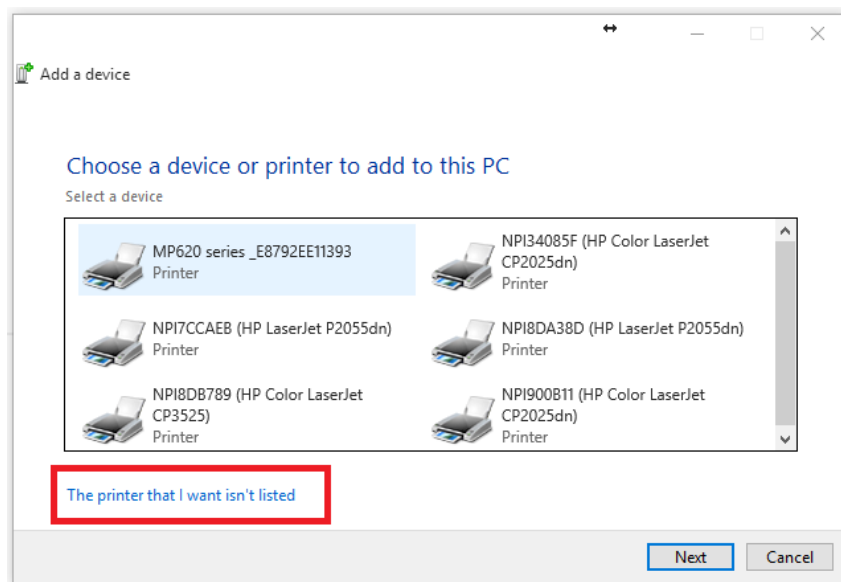 Add a device
Choose a device or printer to add to this PC
Select a device
MP620 series _E8792EE11393
Printer
NPI34085F (HP Color LaserJet
CP2025dn)
Printer
NPI7CCAEB (HP LaserJet P2055dn)
Printer
NPI8DA38D (HP LaserJet P2055dn)
Printer
NPI8DB789 (HP Color LaserJet
CP3525)
Printer
NPI900B11 (HP Color LaserJet
CP2025dn)
Printer
The printer that I want isn't listed
Next
Cancel